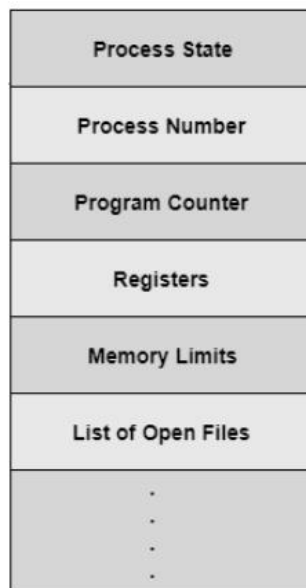 Process State
Process Number
Program Counter
Registers
Memory Limits
List of Open Files
.
.
.
.